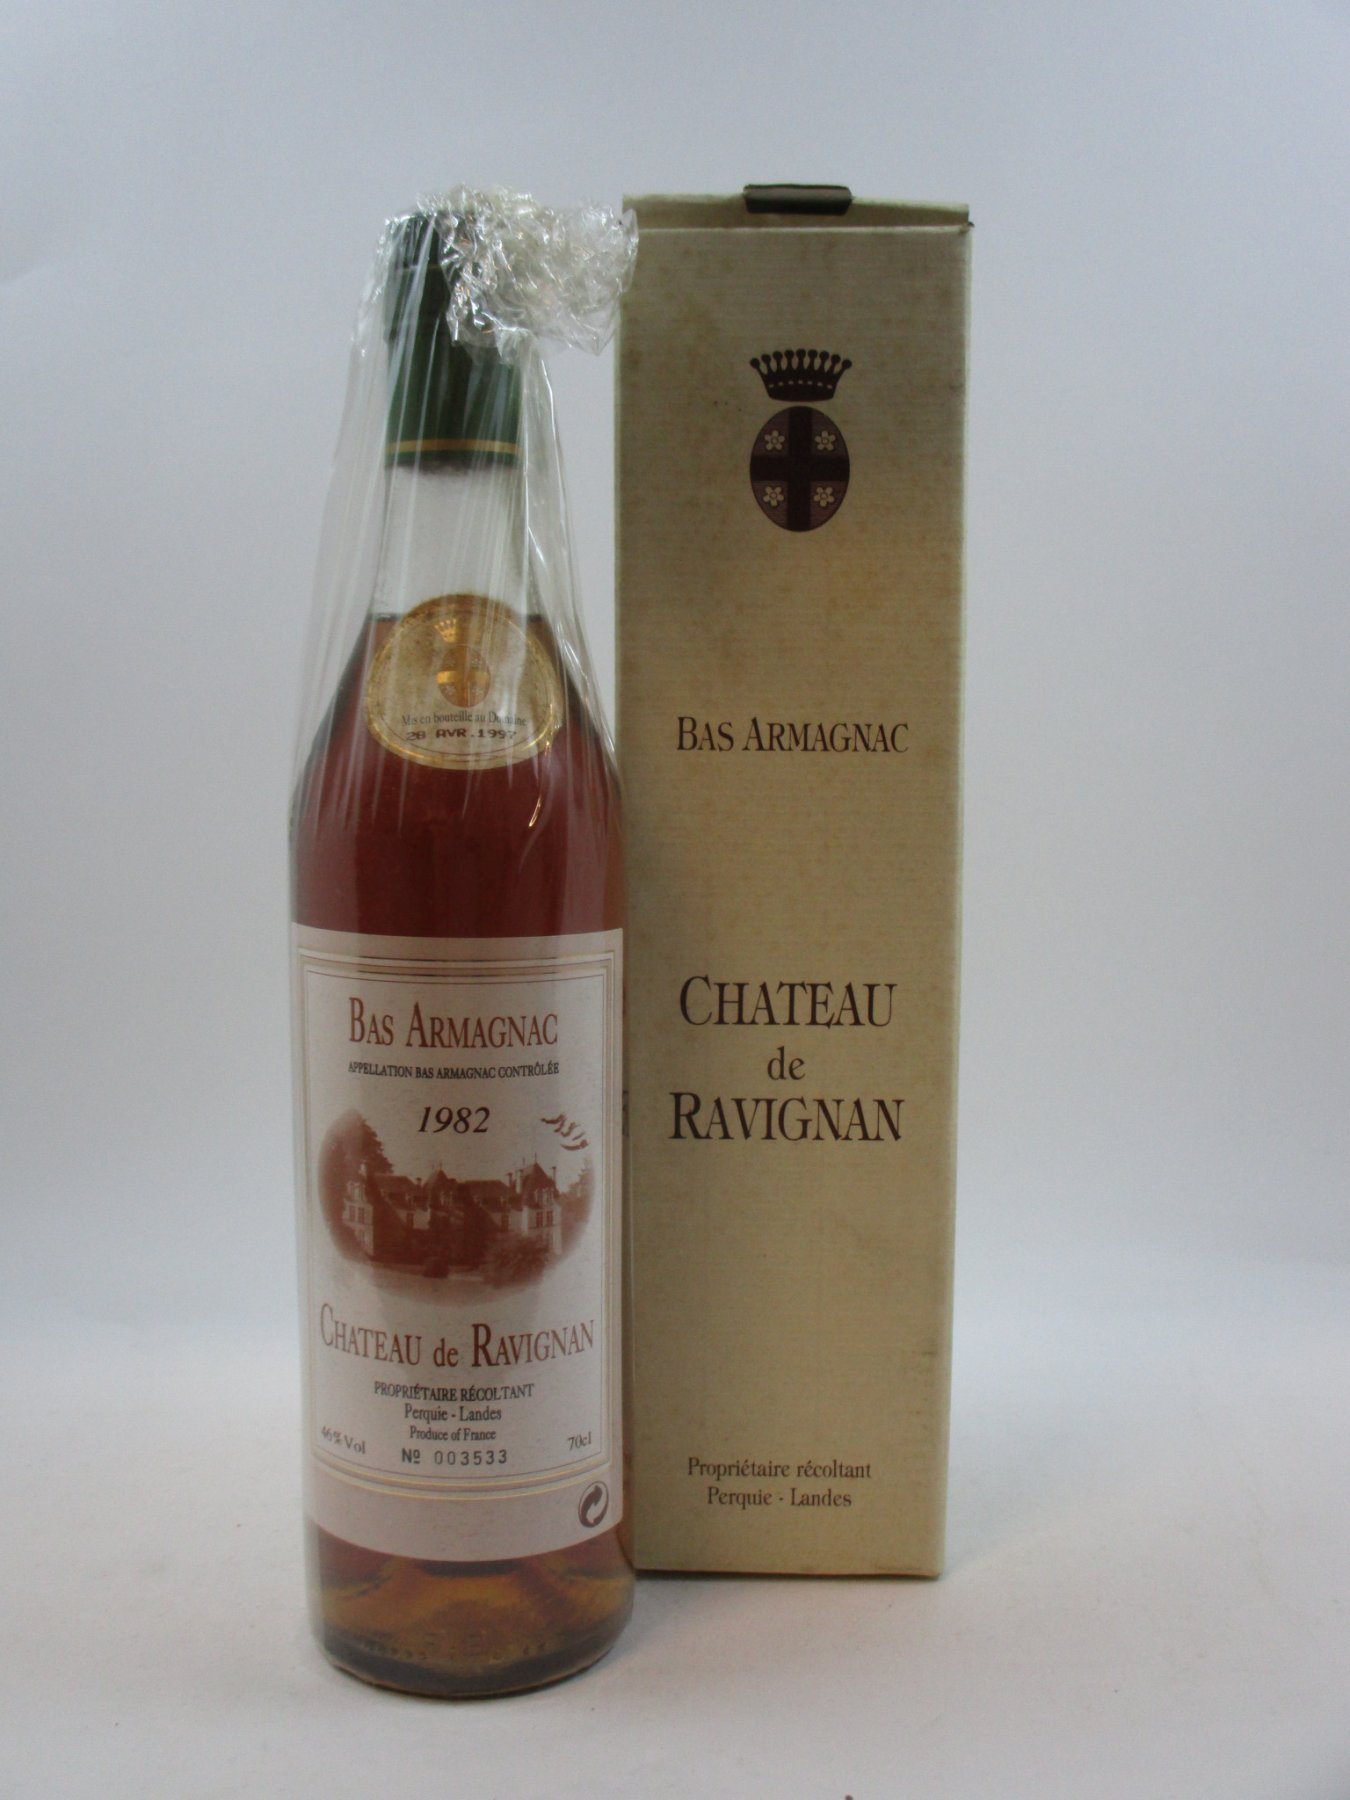 Mis en bouteille au Domaine
28 AVR. 1997
BAS ARMAGNAC
APPELLATION BAS ARMAGNAC CONTRÔLÉE
1982
CHATEAU de RAVIGNAN
PROPRIÉTAIRE RÉCOLTANT
Perquie - Landes
Produce of France
46% Vol
Nº 003533
70cl
BAS ARMAGNAC
CHATEAU
de
RAVIGNAN
Propriétaire récoltant
Perquie - Landes